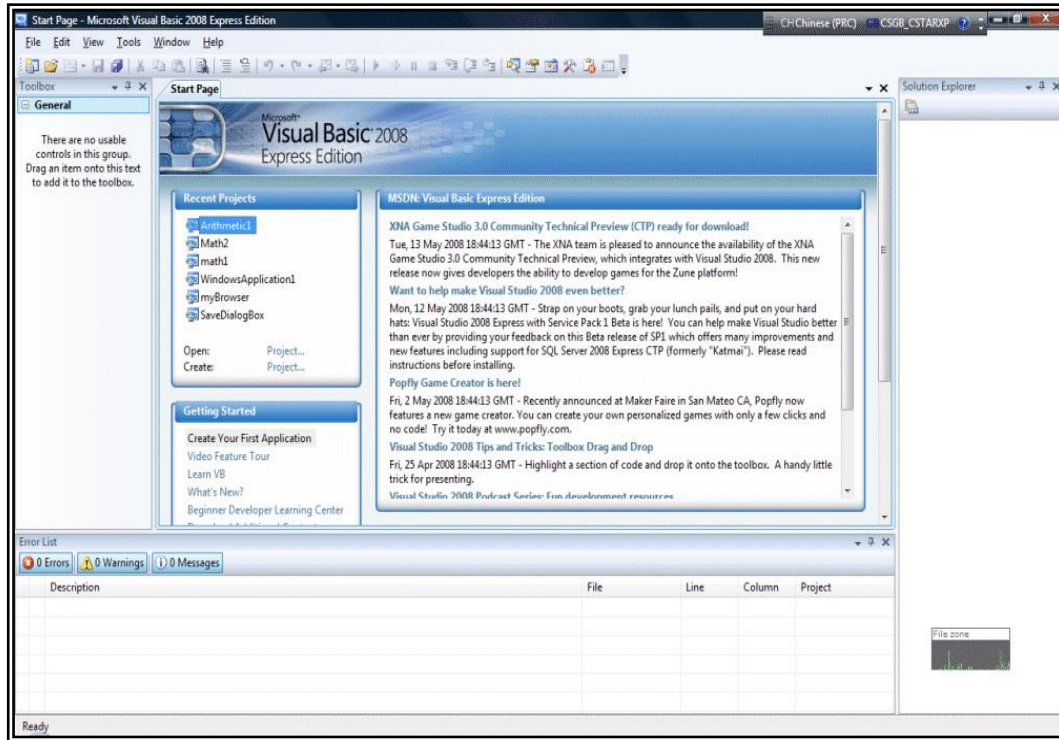 Start Page - Microsoft Visual Basic 2008 Express Edition
CH Chinese (PRC)
CSGB_CSTARXP
File Edit View Tools Window Help
Toolbox
General
There are no usable
controls in this group.
Drag an item onto this text
to add it to the toolbox.
Start Page
Microsoft
Visual Basic 2008
Express Edition
Recent Projects
Arithmetic1
Math2
math1
WindowsApplication1
myBrowser
SaveDialogBox
Open: Project...
Create: Project...
Getting Started
Create Your First Application
Video Feature Tour
Learn VB
What's New?
Beginner Developer Learning Center
MSDN: Visual Basic Express Edition
XNA Game Studio 3.0 Community Technical Preview (CTP) ready for download!
Tue, 13 May 2008 18:44:13 GMT - The XNA team is pleased to announce the availability of the XNA
Game Studio 3.0 Community Technical Preview, which integrates with Visual Studio 2008. This new
release now gives developers the ability to develop games for the Zune platform!
Want to help make Visual Studio 2008 even better?
Mon, 12 May 2008 18:44:13 GMT - Strap on your boots, grab your lunch pails, and put on your hard
hats: Visual Studio 2008 Express with Service Pack 1 Beta is here! You can help make Visual Studio better
than ever by providing your feedback on this Beta release of SP1 which offers many improvements and
new features including support for SQL Server 2008 Express CTP (formerly "Katmai"). Please read
instructions before installing.
Popfly Game Creator is here!
Fri, 2 May 2008 18:44:13 GMT - Recently announced at Maker Faire in San Mateo CA, Popfly now
features a new game creator. You can create your own personalized games with only a few clicks and
no code! Try it today at www.popfly.com.
Visual Studio 2008 Tips and Tricks: Toolbox Drag and Drop
Fri, 25 Apr 2008 18:44:13 GMT - Highlight a section of code and drop it onto the toolbox. A handy little
trick for presenting.
Visual Studio 2008 Podcast Series: Fun development resources
Solution Explorer
Error List
0 Errors 0 Warnings 0 Messages
Description File Line Column Project
File zone
Ready